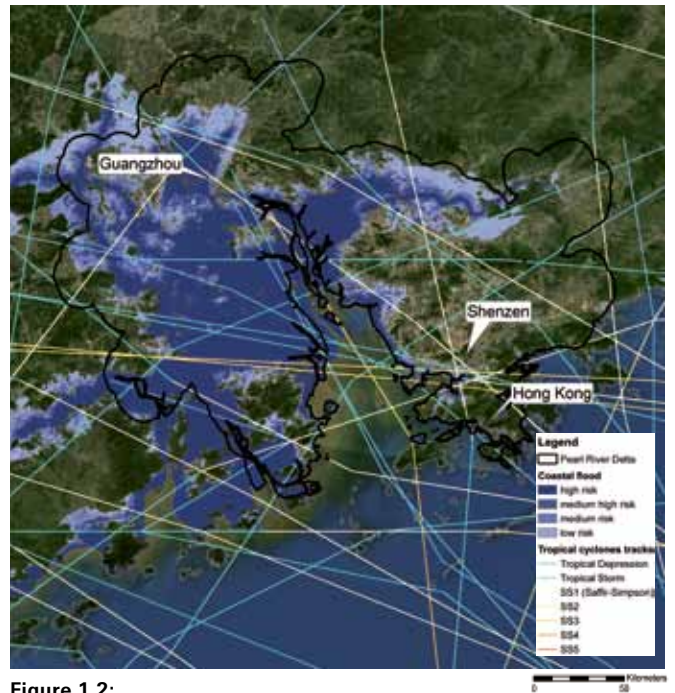 Guangzhou
Shenzen
Hong Kong
Legend
Pearl River Delta
Coastal flood
high risk
medium high risk
medium risk
low risk
Tropical cyclones tracks
Tropical Depression
Tropical Storm
SS1 (Saffir-Simpson)
SS2
SS3
SS4
SS5
Kilometers
0 50
Figure 1.2: